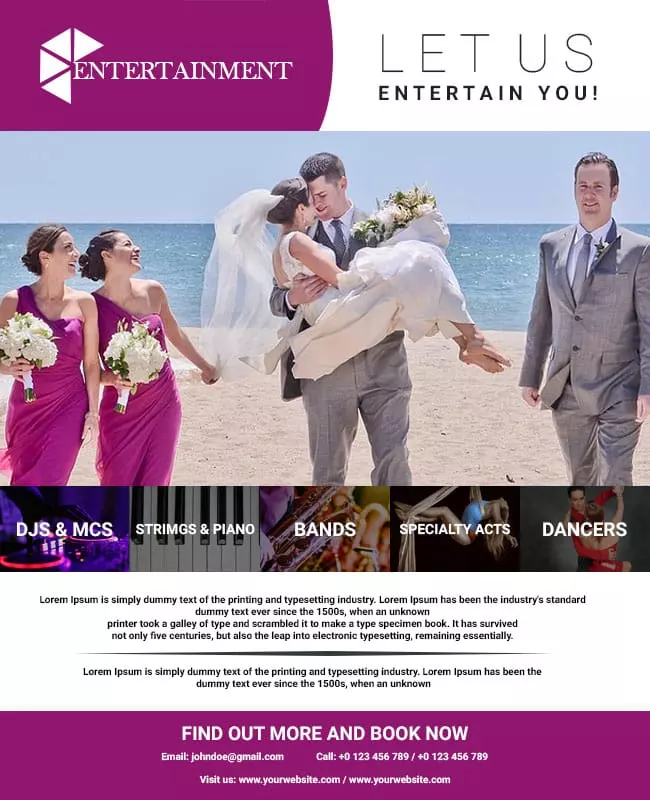 ENTERTAINMENT
LET US
ENTERTAIN YOU!
DJS & MCS
STRIMGS & PIANO
BANDS
SPECIALTY ACTS
DANCERS
Lorem Ipsum is simply dummy text of the printing and typesetting industry. Lorem Ipsum has been the industry's standard
dummy text ever since the 1500s, when an unknown
printer took a galley of type and scrambled it to make a type specimen book. It has survived
not only five centuries, but also the leap into electronic typesetting, remaining essentially.
Lorem Ipsum is simply dummy text of the printing and typesetting industry. Lorem Ipsum has been the industry's standard
dummy text ever since the 1500s, when an unknown
FIND OUT MORE AND BOOK NOW
Email: johndoe@gmail.com Call: +0 123 456 789 / +0 123 456 789
Visit us: www.yourwebsite.com / www.yourwebsite.com